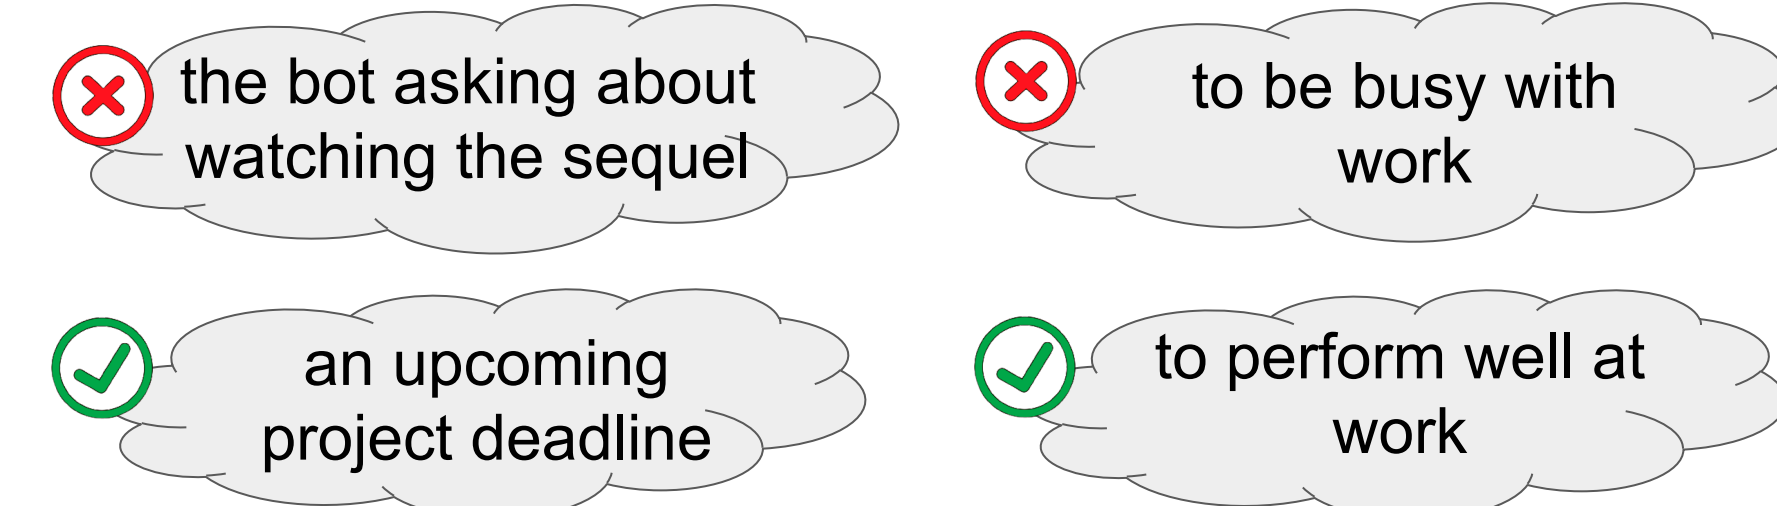 the bot asking about
watching the sequel
to be busy with
work
an upcoming
project deadline
to perform well at
work